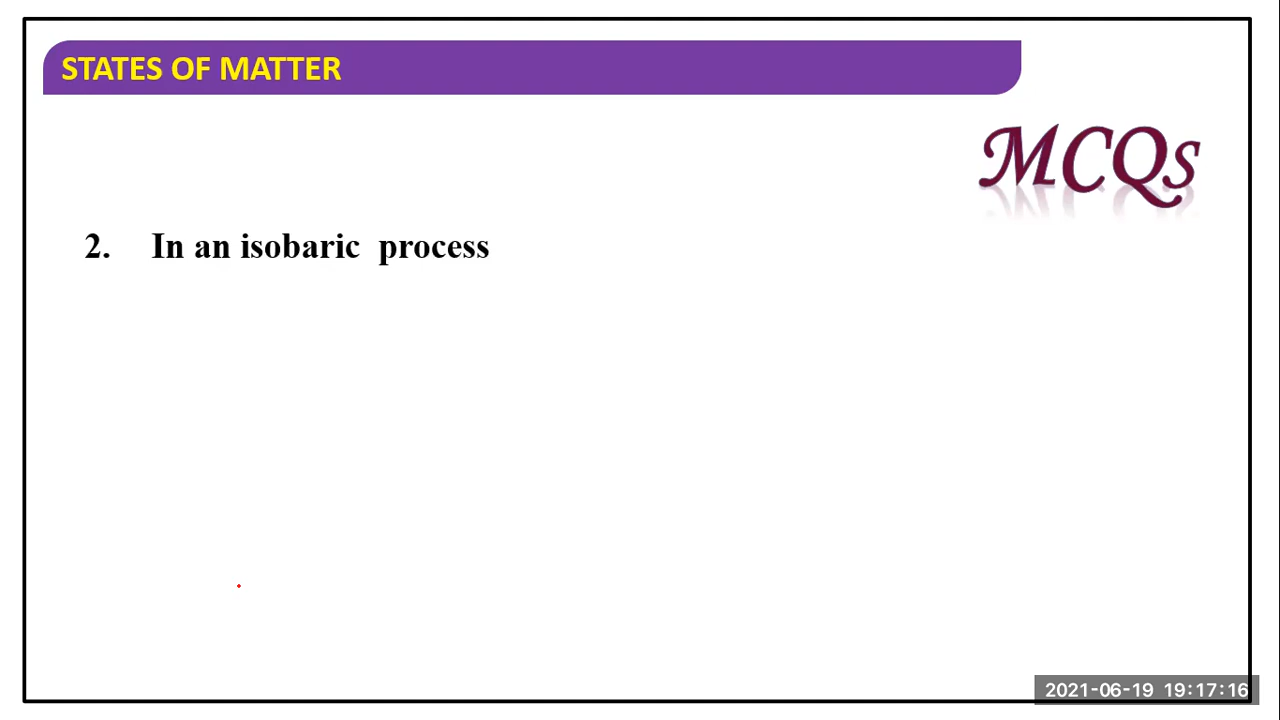 STATES OF MATTER
MCQs
2. In an isobaric process
2021-06-19 19:17:16